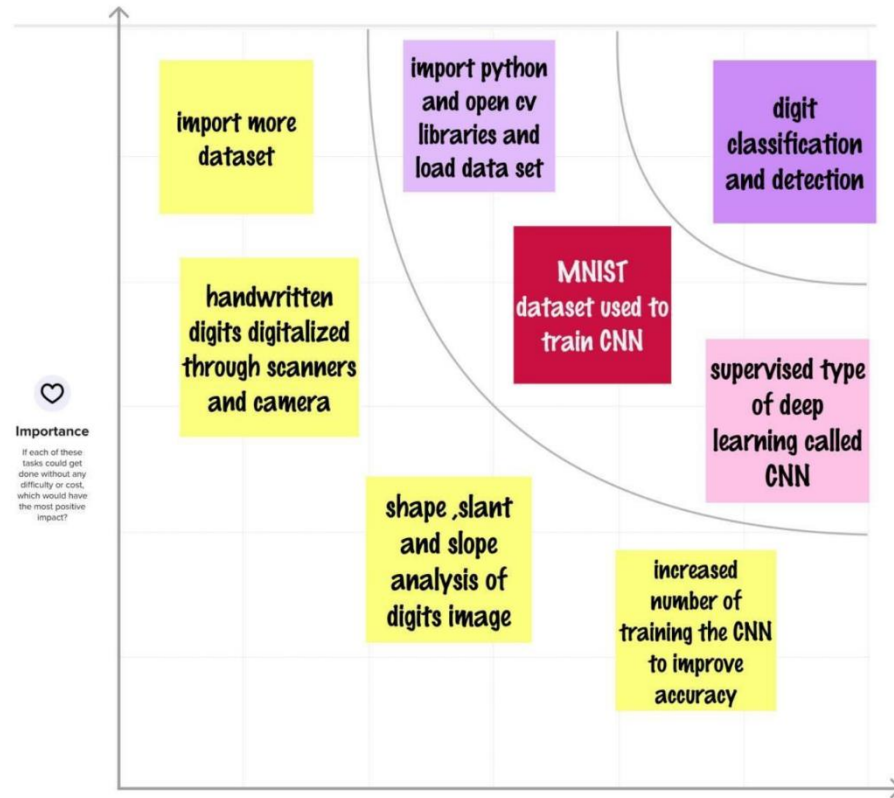 import more
dataset
import python
and open cv
libraries and
load data set
digit
classification
and detection
handwritten
digits digitalized
through scanners
and camera
MNIST
dataset used to
train CNN
supervised type
of deep
learning called
CNN
Importance
If each of these
tasks could get
done without any
difficulty or cost,
which would have
the most positive
impact?
shape ,slant
and slope
analysis of
digits image
increased
number of
training the CNN
to improve
accuracy